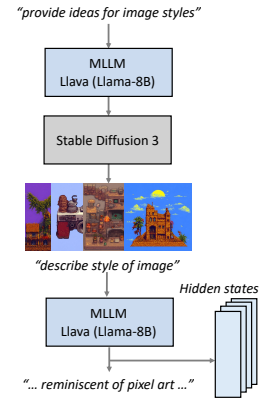 “provide ideas for image styles”
MLLM
Llava (Llama-8B)
Stable Diffusion 3
“describe style of image”
Hidden states
MLLM
Llava (Llama-8B)
“... reminiscent of pixel art ...”